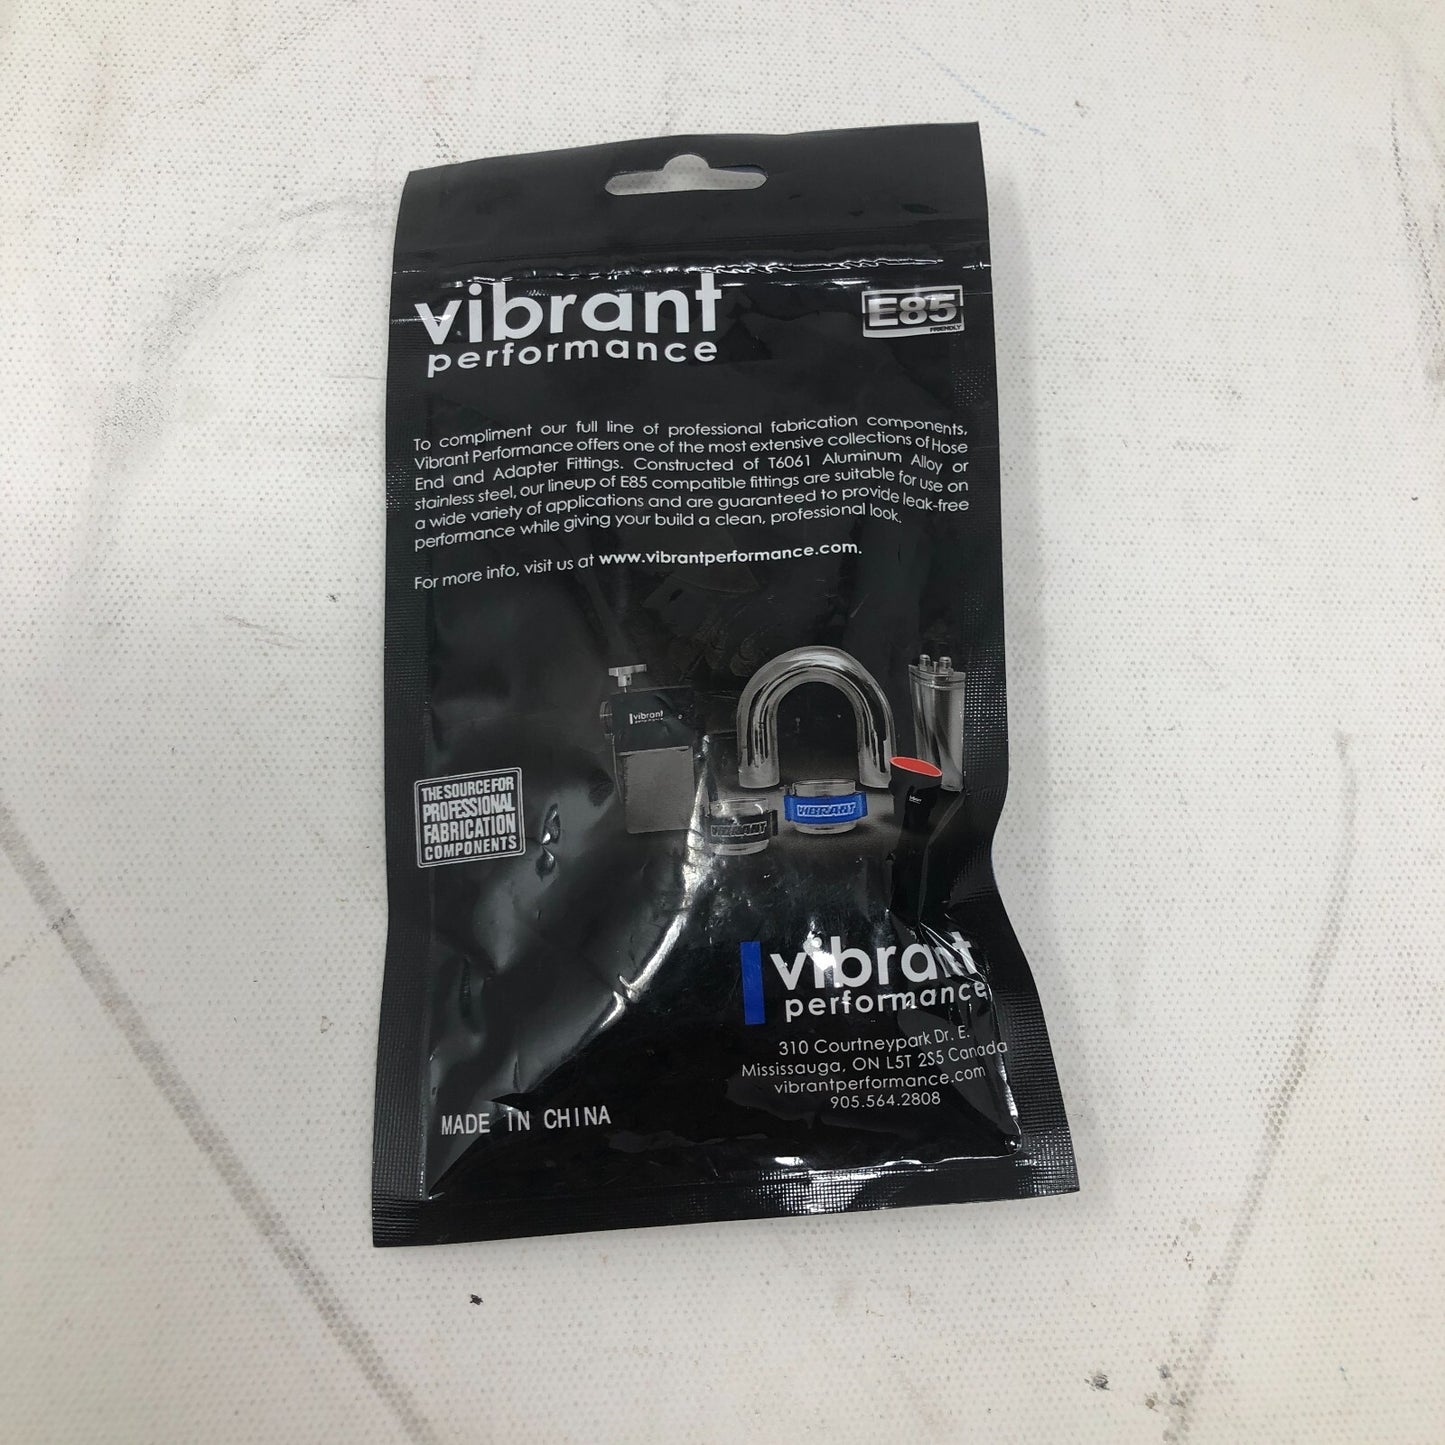 vibrant
performance
E85
FRIENDLY
To compliment our full line of professional fabrication components,
Vibrant Performance offers one of the most extensive collections of Hose
End and Adapter Fittings. Constructed of T6061 Aluminum Alloy or
stainless steel, our lineup of E85 compatible fittings are suitable for use on
a wide variety of applications and are guaranteed to provide leak-free
performance while giving your build a clean, professional look.
For more info, visit us at www.vibrantperformance.com.
vibrant
VIBRANT
VIBRANT
THE SOURCE FOR
PROFESSIONAL
FABRICATION
COMPONENTS
vibrant
performance
310 Courtneypark Dr. E.
Mississauga, ON L5T 2S5 Canada
vibrantperformance.com
905.564.2808
MADE IN CHINA